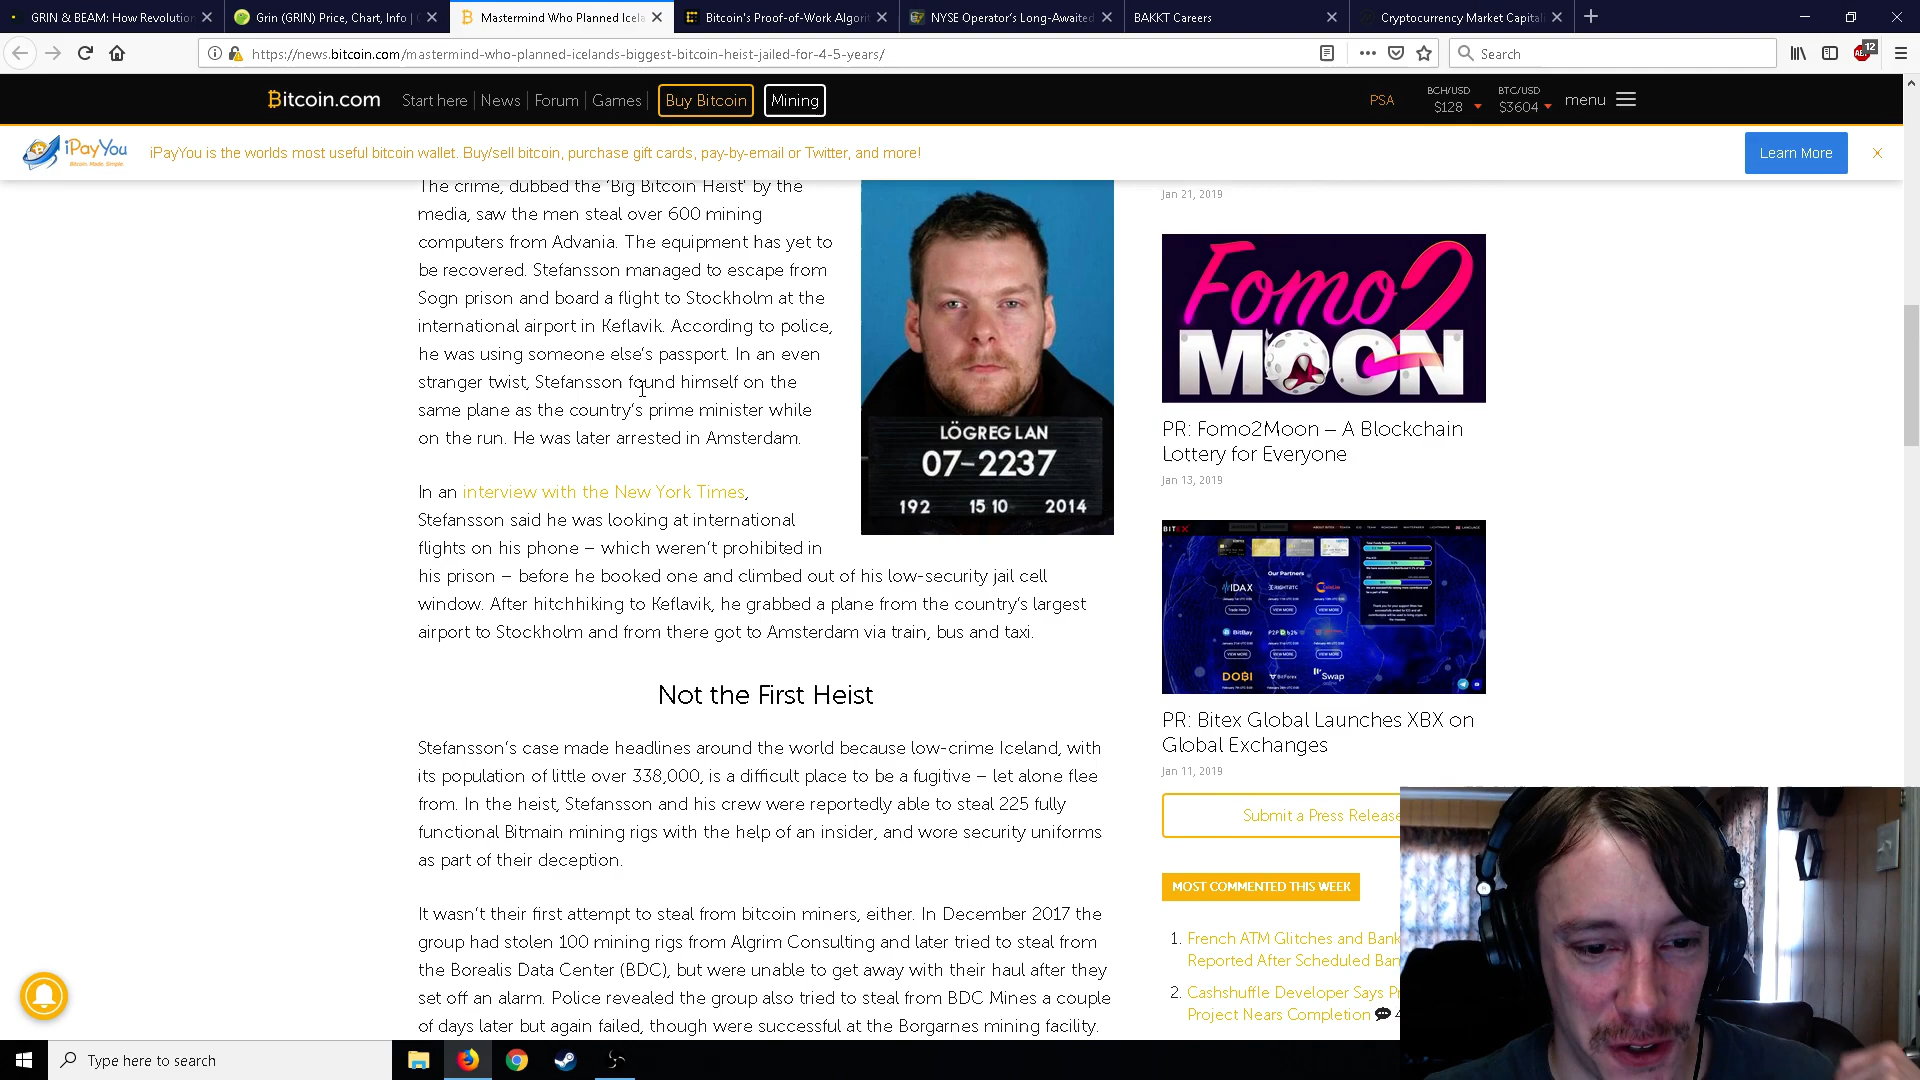 GRIN & BEAM: How Revolution
Grin (GRIN) Price, Chart, Info |
Mastermind Who Planned Icela
Bitcoin's Proof-of-Work Algori
NYSE Operator's Long-Awaited
BAKKT Careers
Cryptocurrency Market Capitali
https://news.bitcoin.com/mastermind-who-planned-icelands-biggest-bitcoin-heist-jailed-for-4-5-years/
Search
12
Bitcoin.com
Start here
News
Forum
Games
Buy Bitcoin
Mining
PSA
BCH/USD
$128
BTC/USD
$3604
menu
iPayYou
iPayYou is the worlds most useful bitcoin wallet. Buy/sell bitcoin, purchase gift cards, pay-by-email or Twitter, and more!
Learn More
The crime, dubbed the 'Big Bitcoin Heist' by the
media, saw the men steal over 600 mining
computers from Advania. The equipment has yet to
be recovered. Stefansson managed to escape from
Sogn prison and board a flight to Stockholm at the
international airport in Keflavik. According to police,
he was using someone else's passport. In an even
stranger twist, Stefansson found himself on the
same plane as the country's prime minister while
on the run. He was later arrested in Amsterdam.
LÖGREGLAN
07-2237
192 15 10 2014
In an interview with the New York Times,
Stefansson said he was looking at international
flights on his phone – which weren't prohibited in
his prison – before he booked one and climbed out of his low-security jail cell
window. After hitchhiking to Keflavik, he grabbed a plane from the country's largest
airport to Stockholm and from there got to Amsterdam via train, bus and taxi.
Not the First Heist
Stefansson's case made headlines around the world because low-crime Iceland, with
its population of little over 338,000, is a difficult place to be a fugitive – let alone flee
from. In the heist, Stefansson and his crew were reportedly able to steal 225 fully
functional Bitmain mining rigs with the help of an insider, and wore security uniforms
as part of their deception.
It wasn't their first attempt to steal from bitcoin miners, either. In December 2017 the
group had stolen 100 mining rigs from Algrim Consulting and later tried to steal from
the Borealis Data Center (BDC), but were unable to get away with their haul after they
set off an alarm. Police revealed the group also tried to steal from BDC Mines a couple
of days later but again failed, though were successful at the Borgarnes mining facility.
Jan 21, 2019
Fomo2
MOON
PR: Fomo2Moon – A Blockchain
Lottery for Everyone
Jan 13, 2019
Our Partners
IDAX
BitBay
P2PB2B
DOBI
BitForex
Swap
PR: Bitex Global Launches XBX on
Global Exchanges
Jan 11, 2019
Submit a Press Release
MOST COMMENTED THIS WEEK
1. French ATM Glitches and Bank
Reported After Scheduled Ban
2. Cashshuffle Developer Says Pr
Project Nears Completion 4
Type here to search